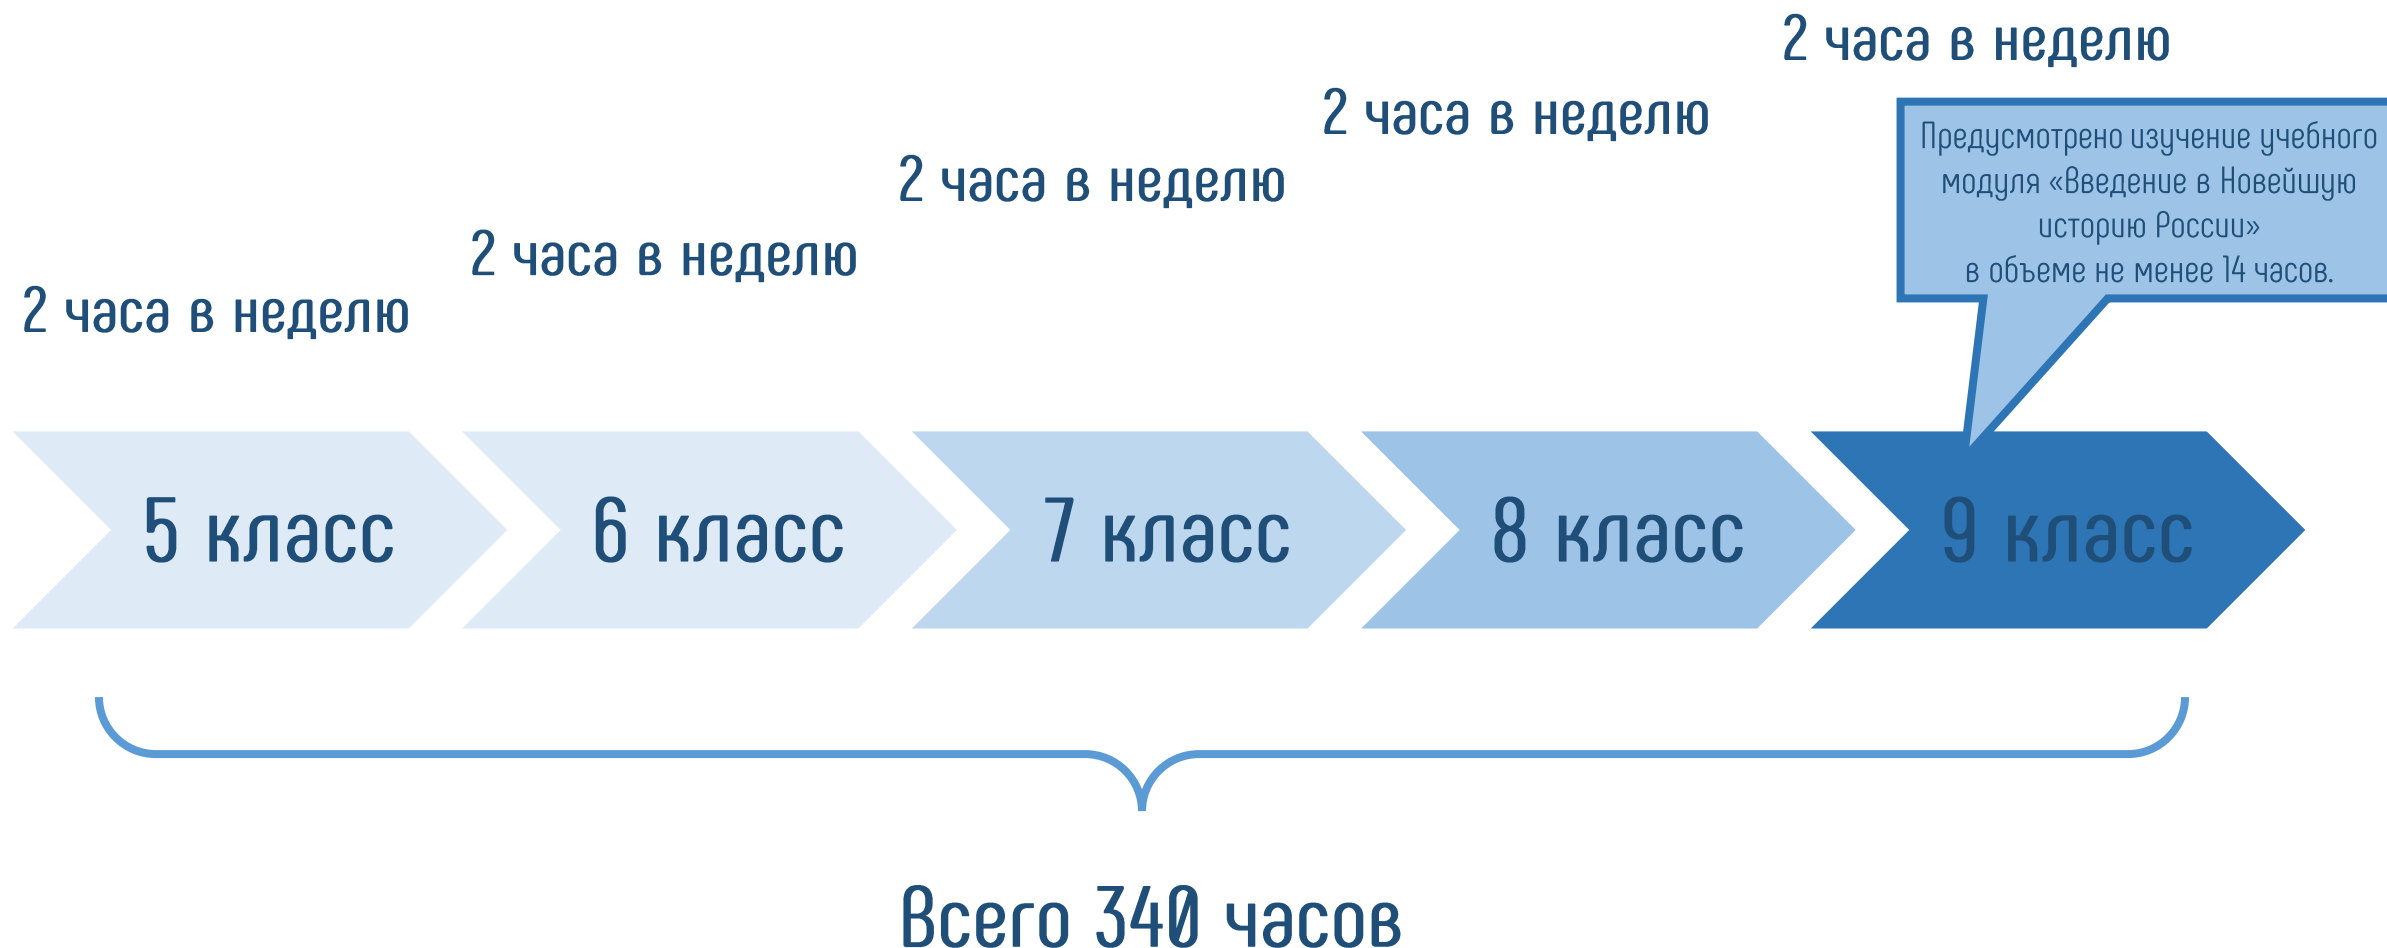 2 часа в неделю
2 часа в неделю
2 часа в неделю
2 часа в неделю
2 часа в неделю
Предусмотрено изучение учебного
модуля «Введение в Новейшую
историю России»
в объеме не менее 14 часов.
5 класс
6 класс
7 класс
8 класс
9 класс
Всего 340 часов